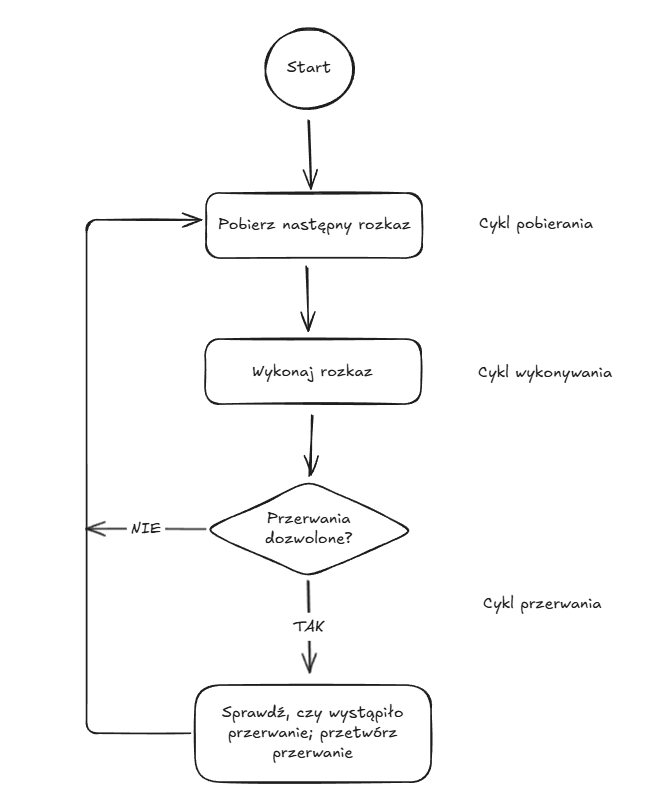 Start
Pobierz następny rozkaz
Cykl pobierania
Wykonaj rozkaz
Cykl wykonywania
Przerwania
dozwolone?
NIE
Cykl przerwania
TAK
Sprawdź, czy wystąpiło
przerwanie; przetwórz
przerwanie